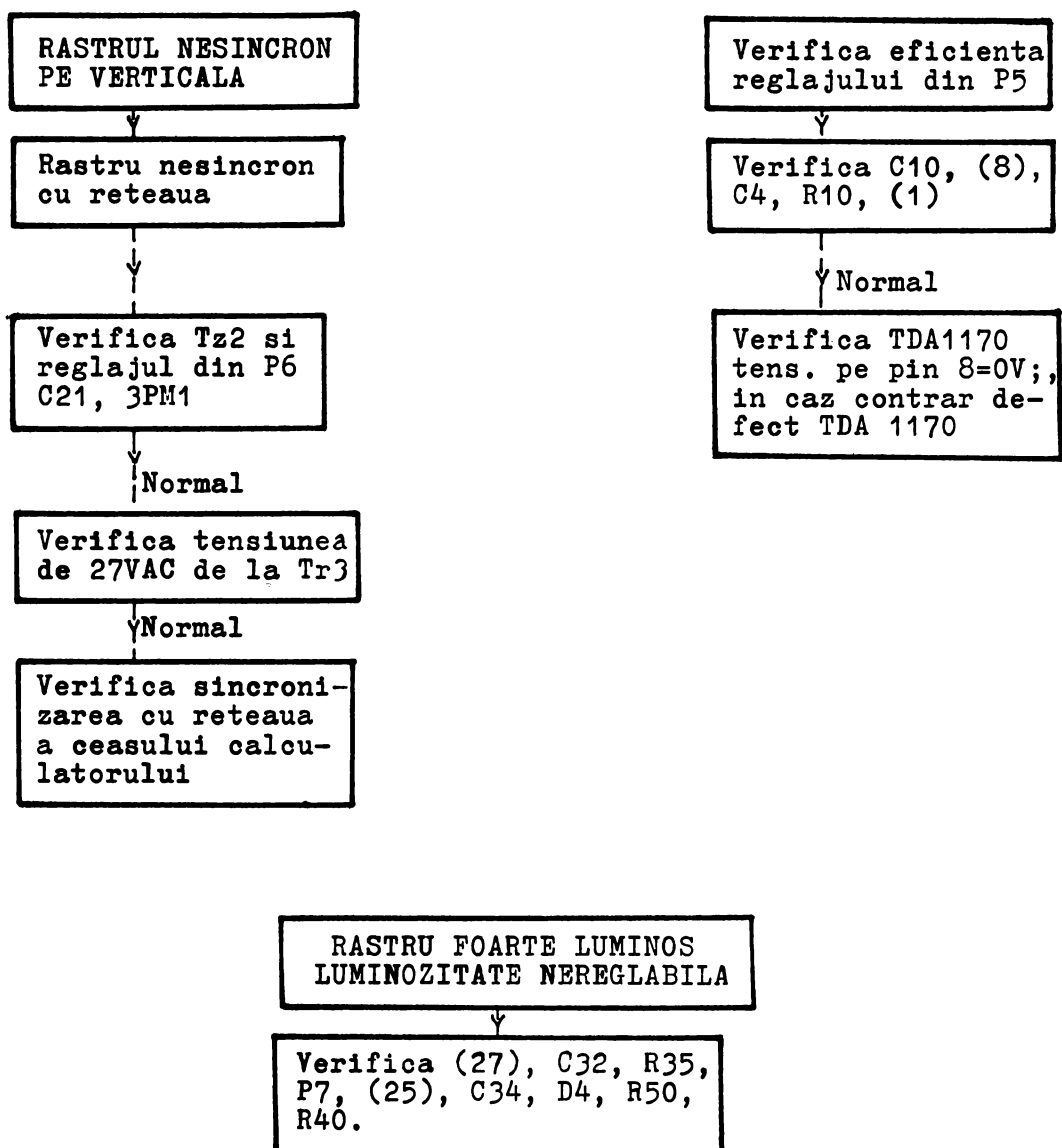 RASTRUL NESINCRON
PE VERTICALA
Rastru nesincron
cu reteaua
Verifica Tz2 si
reglajul din P6
C21, 3PM1
Normal
Verifica tensiunea
de 27VAC de la Tr3
Normal
Verifica sincroni-
zarea cu reteaua
a ceasului calcu-
latorului
Verifica eficienta
reglajului din P5
Verifica C10, (8),
C4, R10, (1)
Normal
Verifica TDA1170
tens. pe pin 8=0V;,
in caz contrar de-
fect TDA 1170
RASTRU FOARTE LUMINOS
LUMINOZITATE NEREGLABILA
Verifica (27), C32, R35,
P7, (25), C34, D4, R50,
R40.